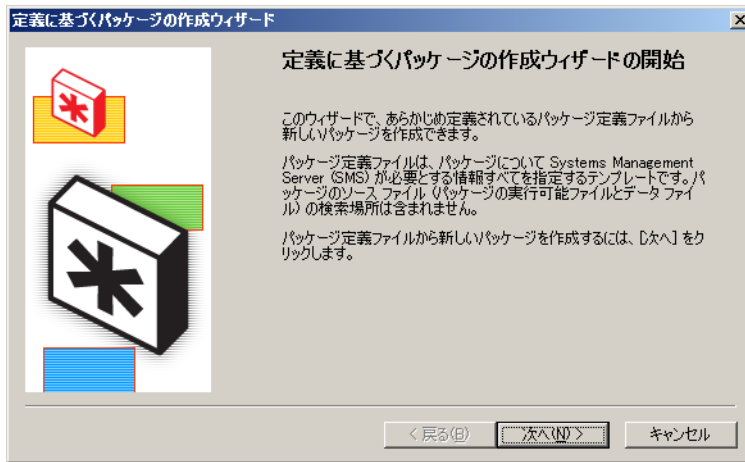 定義に基づくパッケージの作成ウィザード
定義に基づくパッケージの作成ウィザードの開始
このウィザードで、あらかじめ定義されているパッケージ定義ファイルから
新しいパッケージを作成できます。
パッケージ定義ファイルは、パッケージについて Systems Management
Server (SMS) が必要とする情報すべてを指定するテンプレートです。パ
ッケージのソース ファイル (パッケージの実行可能ファイルとデータ ファイ
ル) の検索場所は含まれません。
パッケージ定義ファイルから新しいパッケージを作成するには、[次へ] をク
リックします。
< 戻る(B)
次へ(N) >
キャンセル